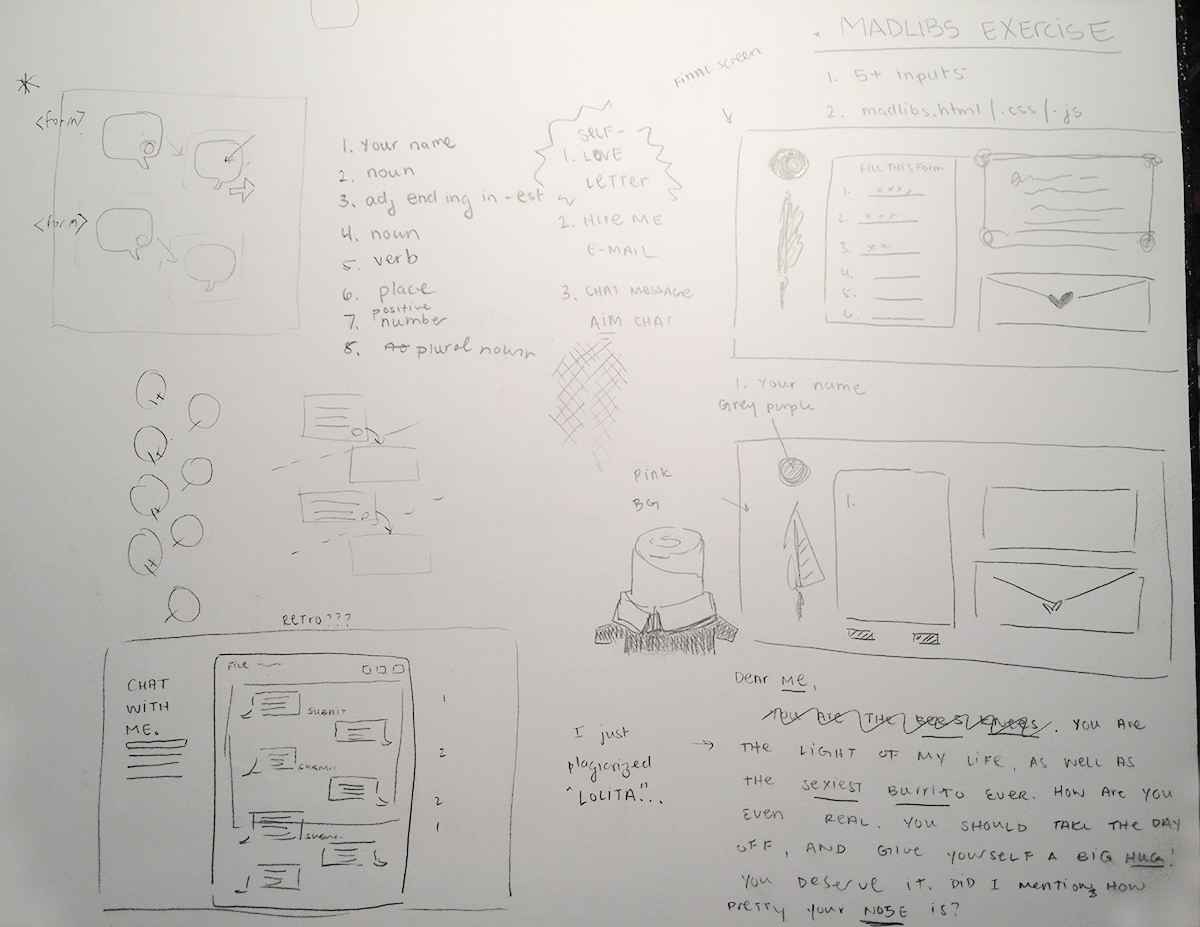 MADLIBS EXERCISE
1. 5+ inputs
2. madlibs.html / .css / .js
Final screen
<form>
<form>
1. Your name
2. noun
3. adj ending in -est
4. noun
5. verb
6. place
positive
7. number
8. plural noun
SELF-
1. LOVE
LETTER
2. Hire ME
E-MAIL
3. CHAT MESSAGE
AIM CHAT
FILL THIS FORM
1. xxx
2. xxx
3. xx
4.
5.
6.
1. Your name
Grey purple
Pink
BG
1.
RETRO???
FILE
CHAT
WITH
ME.
SUBMIT
SUBMIT
SUBMIT
1
2
2
1
I just
plagiarized
"LOLITA"...
Dear ME,
YOU ARE THE BEES KNEES. YOU ARE
THE LIGHT OF MY LIFE, AS WELL AS
THE SEXIEST BURRITO EVER. HOW ARE YOU
EVEN REAL. YOU SHOULD TAKE THE DAY
OFF, AND GIVE YOURSELF A BIG HUG!
YOU DESERVE IT. DID I mention HOW
PRETTY YOUR NOSE IS?